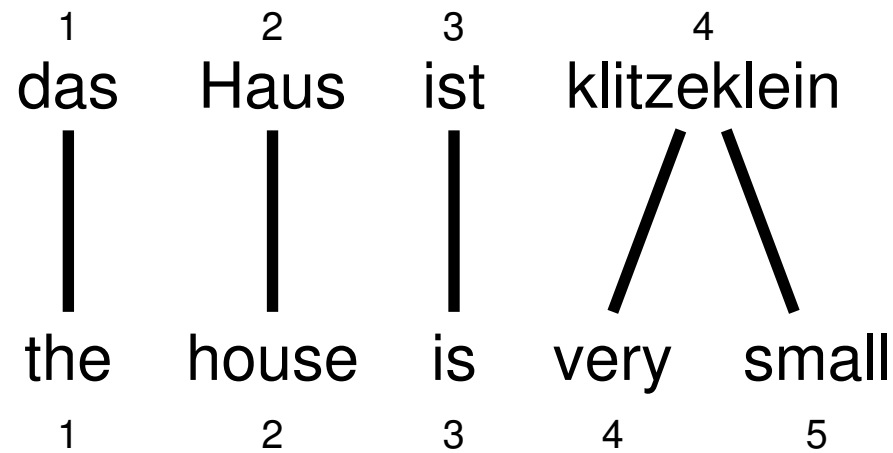 1 2 3 4
das Haus ist klitzeklein
the house is very small
1 2 3 4 5